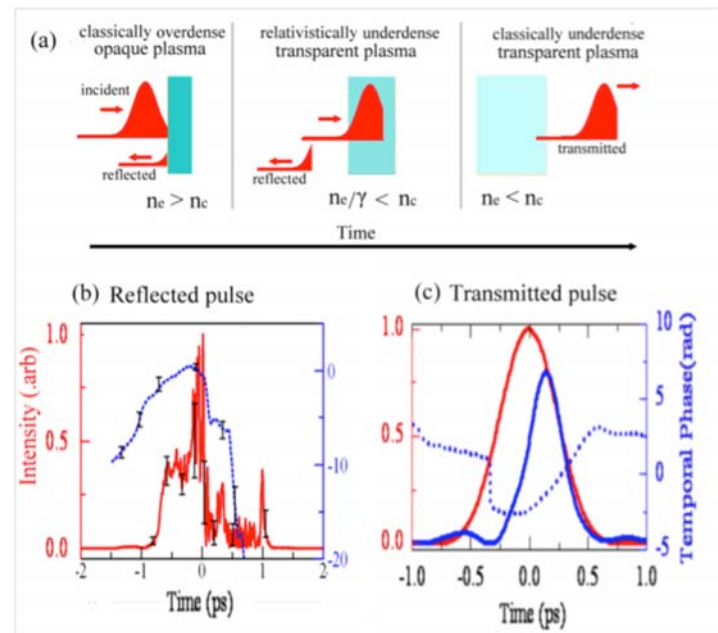 (a)
classically overdense
opaque plasma
relativistically underdense
transparent plasma
classically underdense
transparent plasma
incident
reflected
reflected
transmitted
ne > nc
ne/γ < nc
ne < nc
Time
(b) Reflected pulse
(c) Transmitted pulse
Intensity (.arb)
1.0
0.5
0.0
0
-10
-20
-2
-1
0
1
2
Time (ps)
1.0
0.5
0.0
10
5
0
-5
Temporal Phase(rad)
-1.0
-0.5
0.0
0.5
1.0
Time (ps)